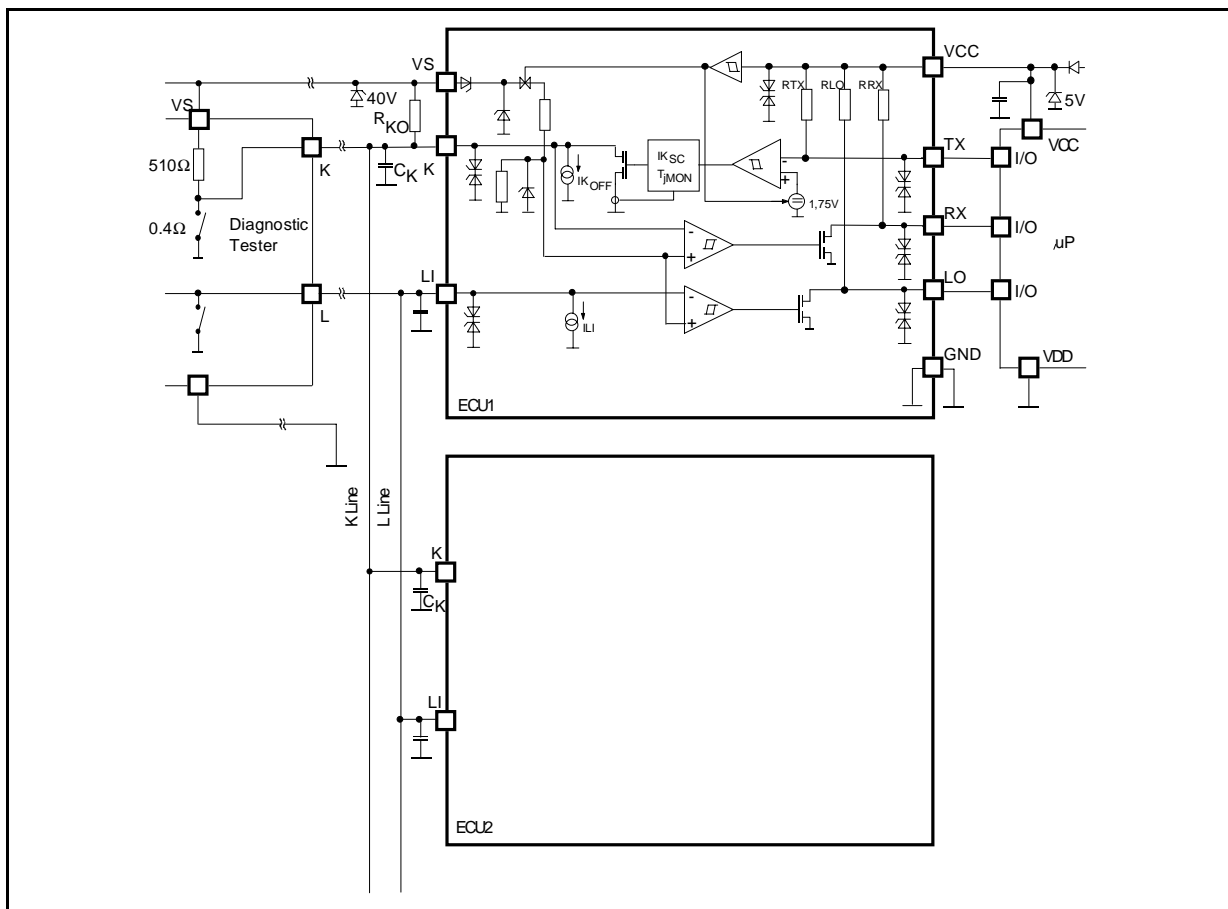 VS
VCC
VS
40V
RKO
RTX
RLO
RRX
5V
VCC
510Ω
K
CK
K
IKOFF
IKSC
TjMON
TX
I/O
1,75V
0.4Ω
Diagnostic
Tester
RX
I/O
μP
LI
LO
I/O
L
ILI
GND
VDD
ECU1
K Line
L Line
K
CK
LI
ECU2
-
+
-
+
-
+